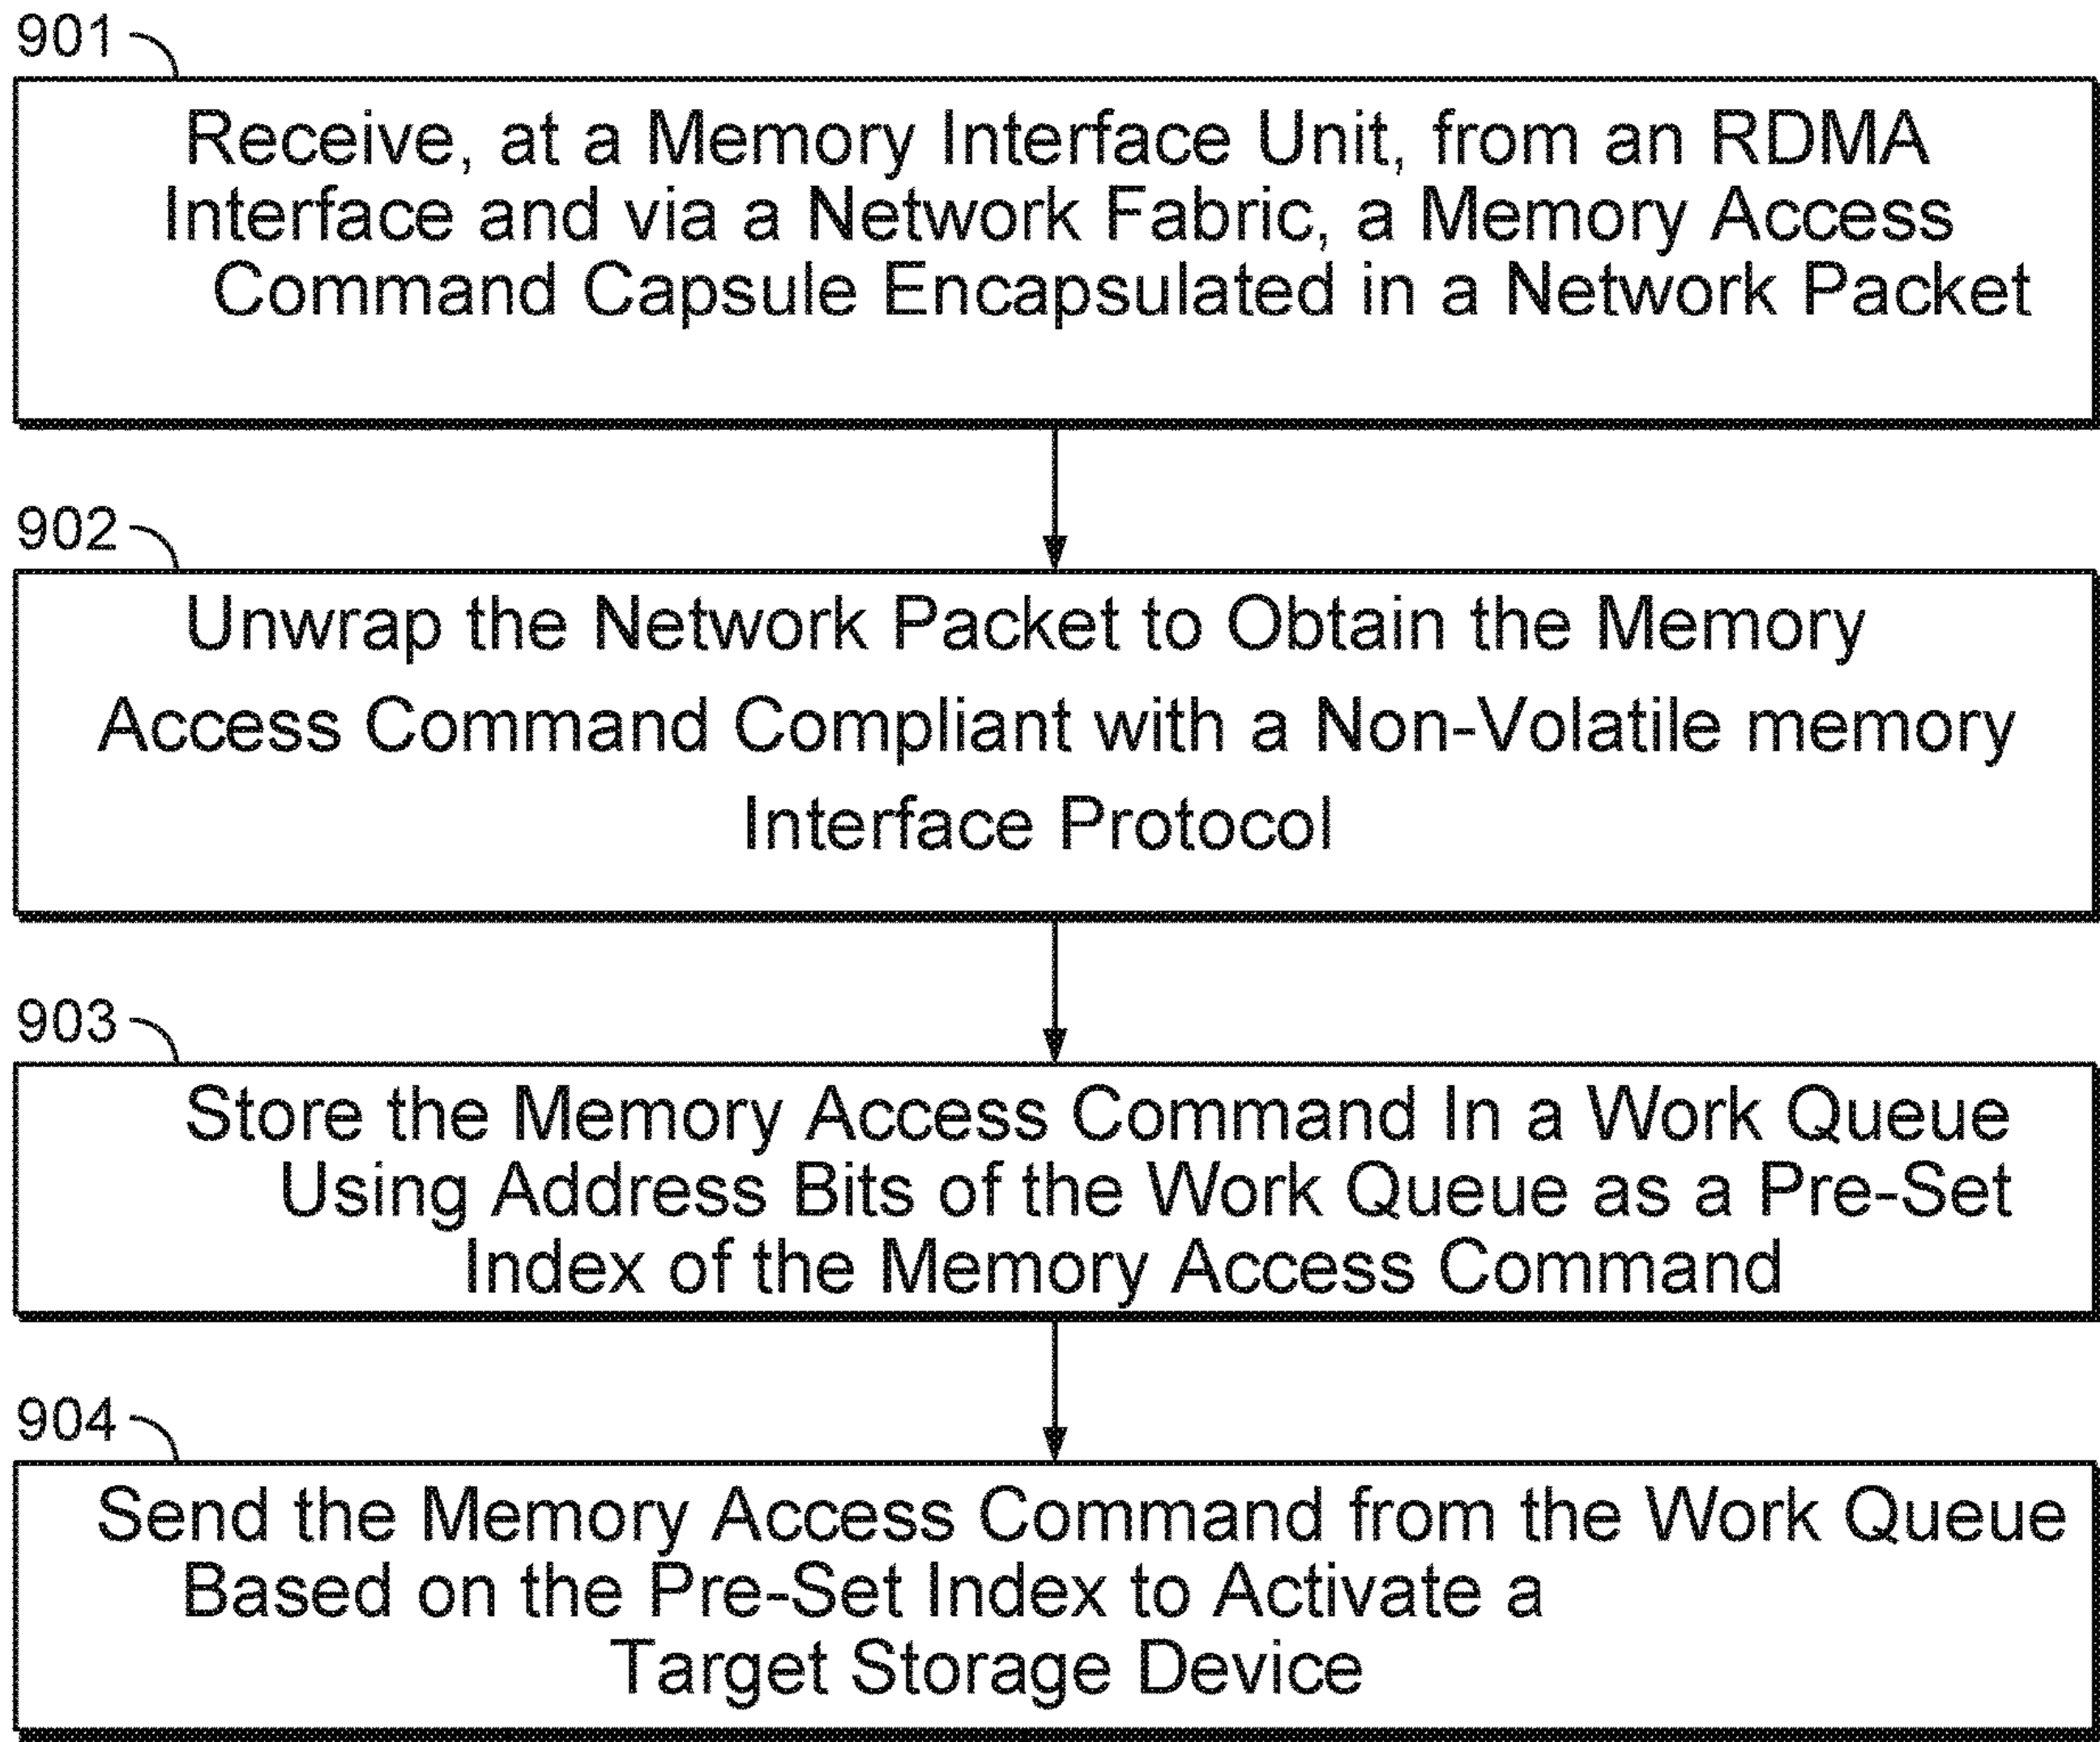 901
Receive, at a Memory Interface Unit, from an RDMA
Interface and via a Network Fabric, a Memory Access
Command Capsule Encapsulated in a Network Packet
902
Unwrap the Network Packet to Obtain the Memory
Access Command Compliant with a Non-Volatile memory
Interface Protocol
903
Store the Memory Access Command In a Work Queue
Using Address Bits of the Work Queue as a Pre-Set
Index of the Memory Access Command
904
Send the Memory Access Command from the Work Queue
Based on the Pre-Set Index to Activate a
Target Storage Device